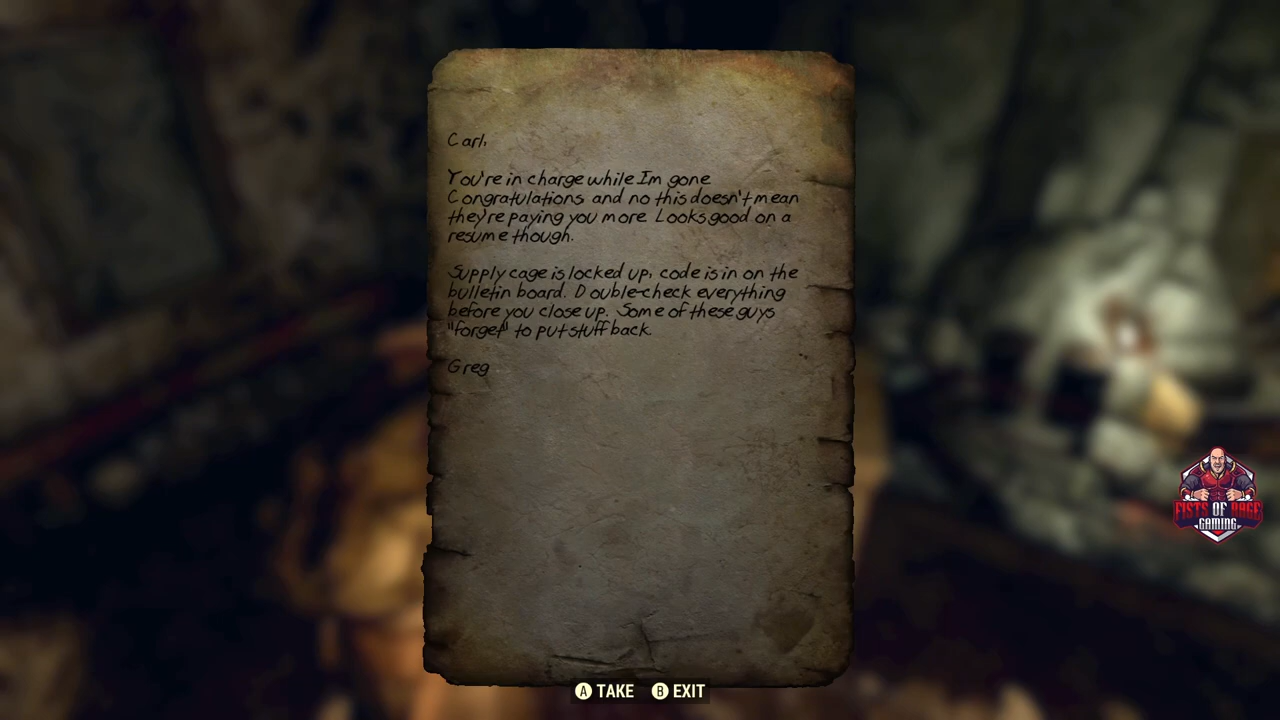 Carl,
You're in charge while Im gone
Congratulations and no this doesn't mean
they're paying you more Looks good on a
resume though.
Supply cage is locked up, code is in on the
bulletin board. Double-check everything
before you close up. Some of these guys
"forget" to put stuff back.
Greg
FISTS OF RAGE
GAMING
A TAKE B EXIT